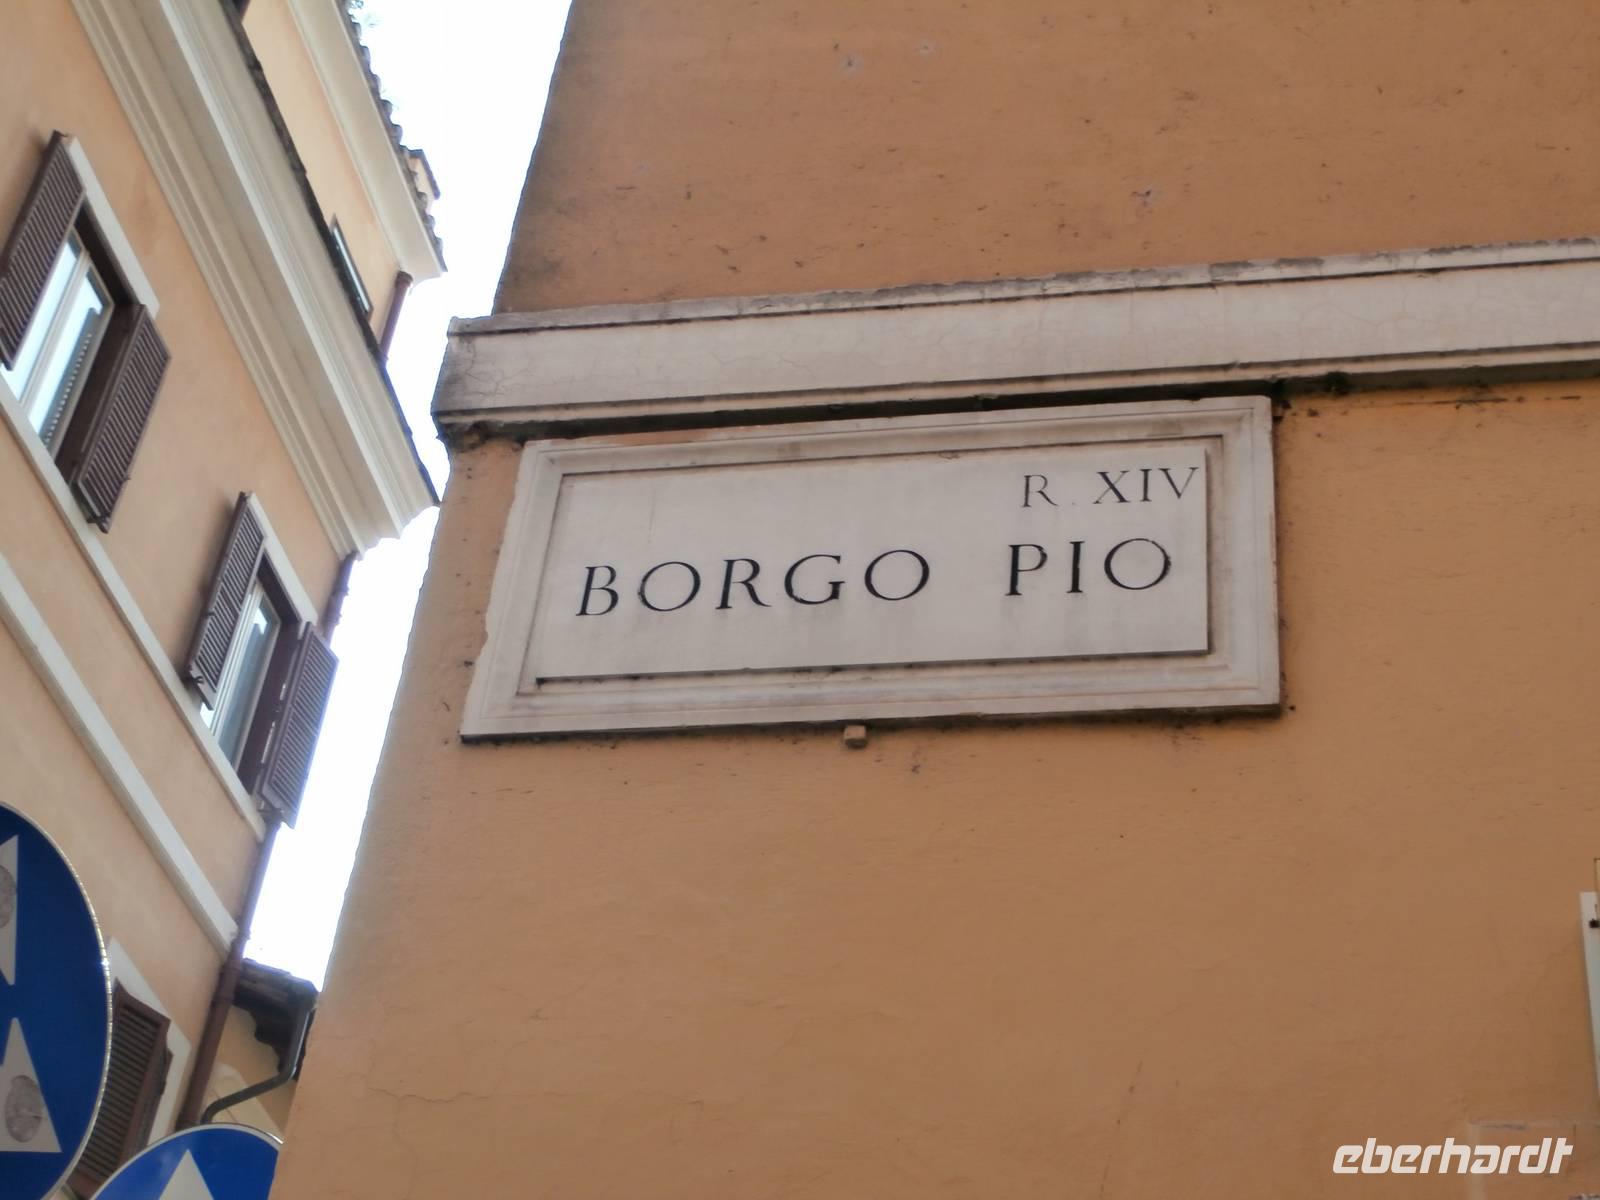 R. XIV
BORGO PIO
eberhardt